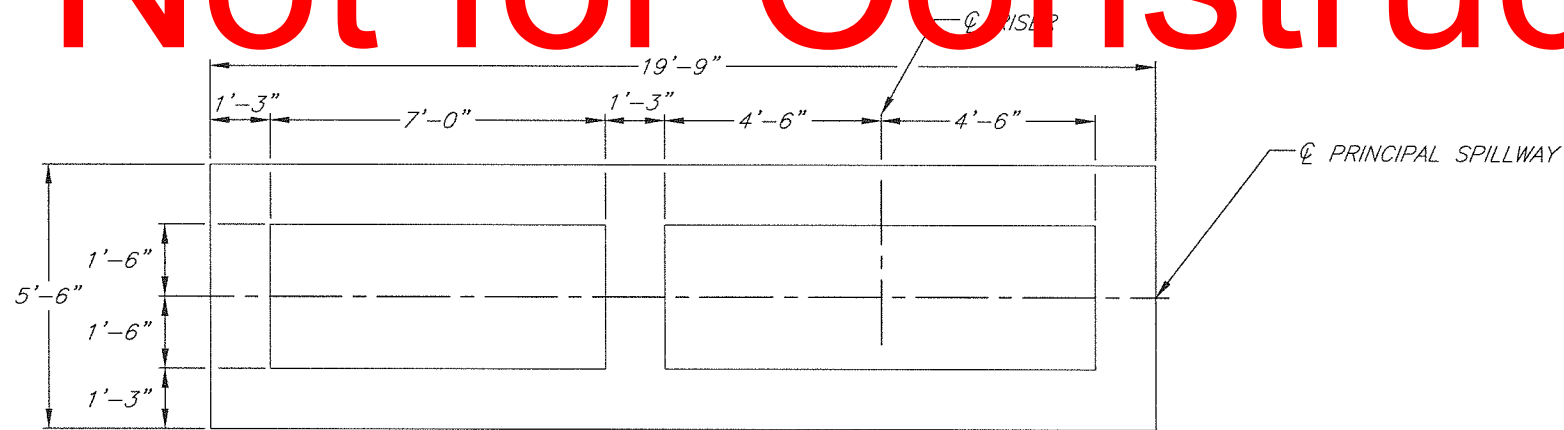 Not for Construc
℄ RISER
19'-9"
1'-3" 7'-0" 1'-3" 4'-6" 4'-6"
℄ PRINCIPAL SPILLWAY
1'-6"
5'-6"
1'-6"
1'-3"